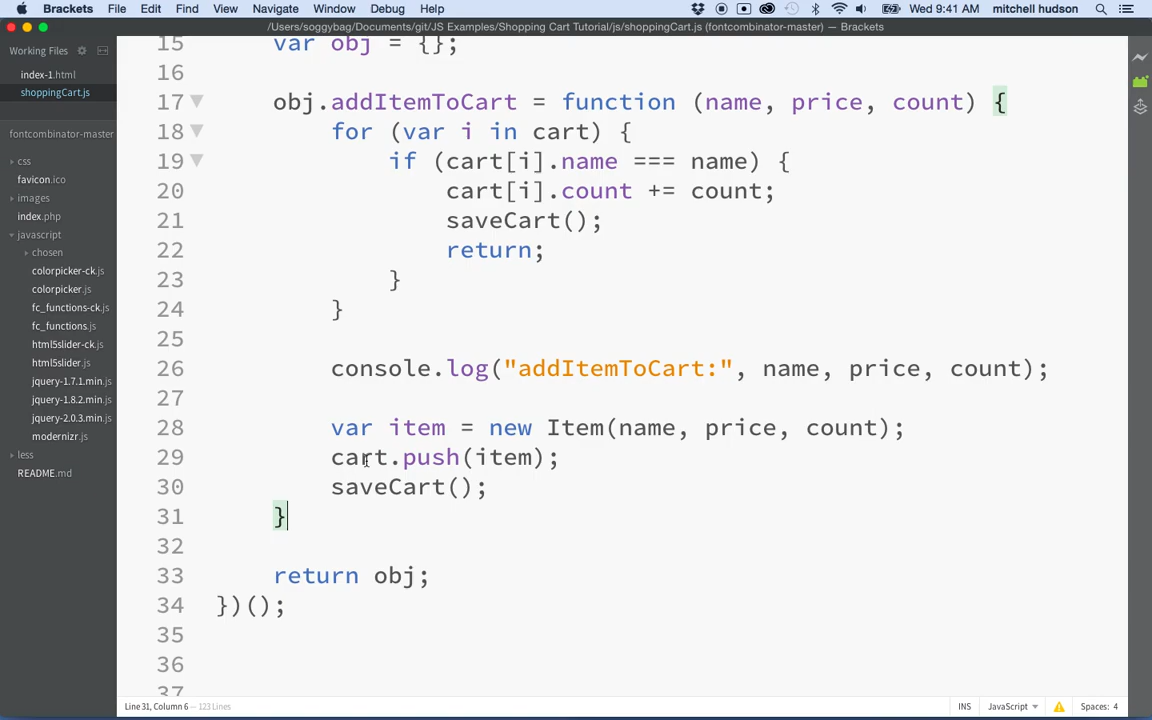 Brackets File Edit Find View Navigate Window Debug Help Wed 9:41 AM mitchell hudson
/Users/soggybag/Documents/git/JS Examples/Shopping Cart Tutorial/js/shoppingCart.js (fontcombinator-master) — Brackets
Working Files
index-1.html
shoppingCart.js
fontcombinator-master
css
favicon.ico
images
index.php
javascript
chosen
colorpicker-ck.js
colorpicker.js
fc_functions-ck.js
fc_functions.js
html5slider-ck.js
html5slider.js
jquery-1.7.1.min.js
jquery-1.8.2.min.js
jquery-2.0.3.min.js
modernizr.js
less
README.md
15 var obj = {};
16
17 obj.addItemToCart = function (name, price, count) {
18 for (var i in cart) {
19 if (cart[i].name === name) {
20 cart[i].count += count;
21 saveCart();
22 return;
23 }
24 }
25
26 console.log("addItemToCart:", name, price, count);
27
28 var item = new Item(name, price, count);
29 cart.push(item);
30 saveCart();
31 }
32
33 return obj;
34 })();
35
36
37
Line 31, Column 6 — 123 Lines INS JavaScript Spaces: 4